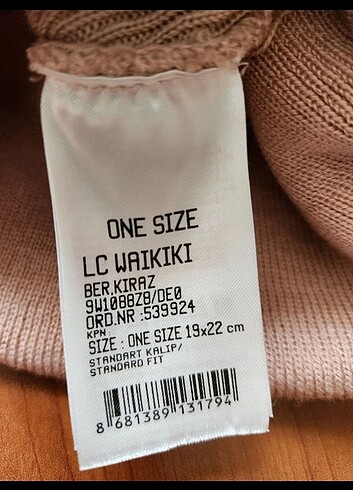 ONE SIZE
LC WAIKIKI
BER.KIRAZ
9W1088Z8/DE0
ORD.NR :539924
KPN :
SIZE : ONE SIZE 19x22 cm
STANDART KALIP/
STANDARD FIT
8 681389 131794